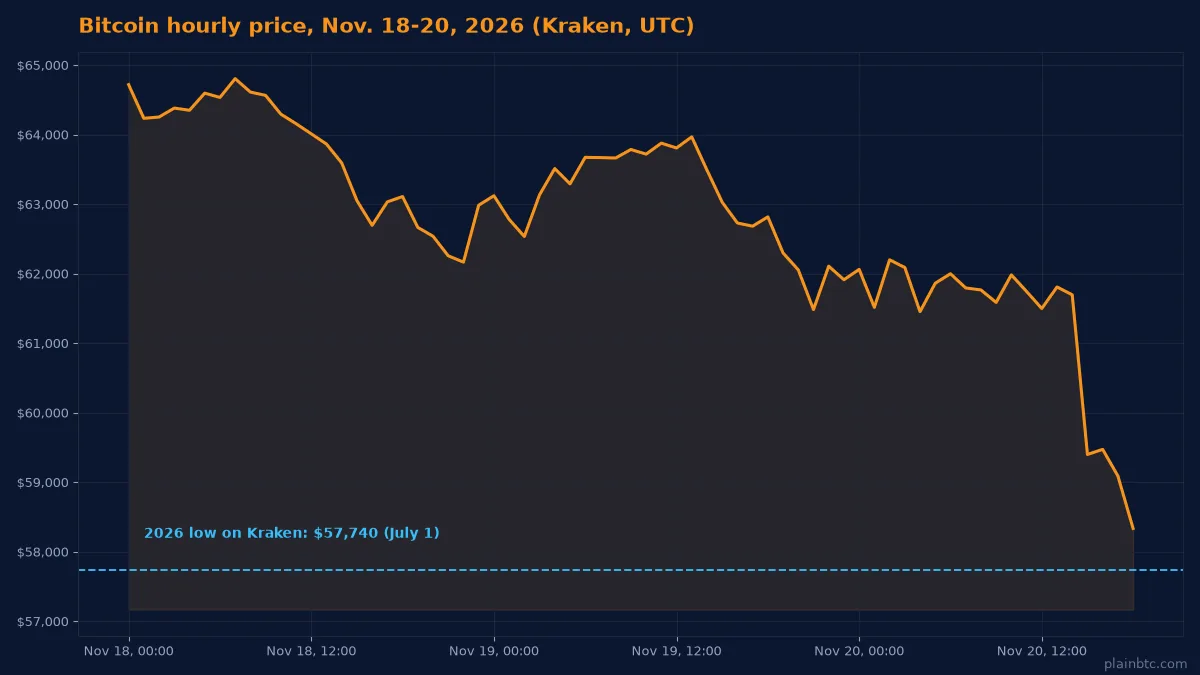 Bitcoin hourly price, Nov. 18-20, 2026 (Kraken, UTC)
$65,000
$64,000
$63,000
$62,000
$61,000
$60,000
$59,000
2026 low on Kraken: $57,740 (July 1)
$58,000
$57,000
Nov 18, 00:00
Nov 18, 12:00
Nov 19, 00:00
Nov 19, 12:00
Nov 20, 00:00
Nov 20, 12:00
plainbtc.com